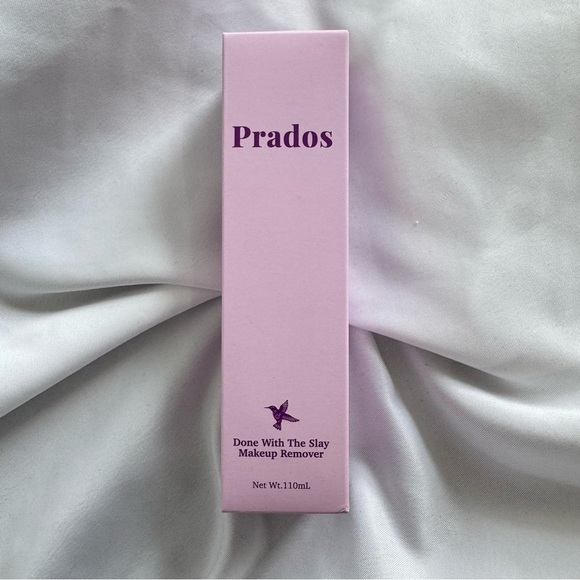 Prados
Done With The Slay
Makeup Remover
Net Wt.110mL